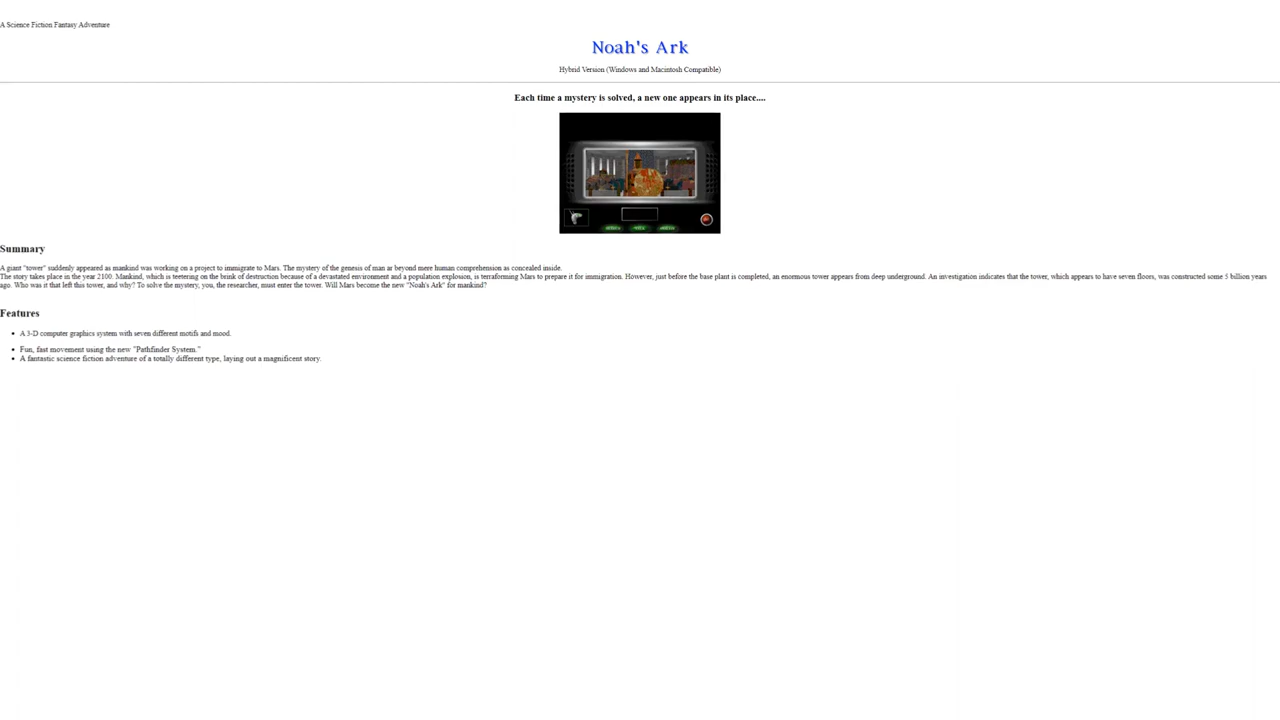 A Science Fiction Fantasy Adventure
Noah's Ark
Hybrid Version (Windows and Macintosh Compatible)
Each time a mystery is solved, a new one appears in its place....
Summary
A giant "tower" suddenly appeared as mankind was working on a project to immigrate to Mars. The mystery of the genesis of man ar beyond mere human comprehension as concealed inside.
The story takes place in the year 2100. Mankind, which is teetering on the brink of destruction because of a devastated environment and a population explosion, is terraforming Mars to prepare it for immigration. However, just before the base plant is completed, an enormous tower appears from deep underground. An investigation indicates that the tower, which appears to have seven floors, was constructed some 5 billion years
ago. Who was it that left this tower, and why? To solve the mystery, you, the researcher, must enter the tower. Will Mars become the new "Noah's Ark" for mankind?
Features
A 3-D computer graphics system with seven different motifs and mood.
Fun, fast movement using the new "Pathfinder System."
A fantastic science fiction adventure of a totally different type, laying out a magnificent story.